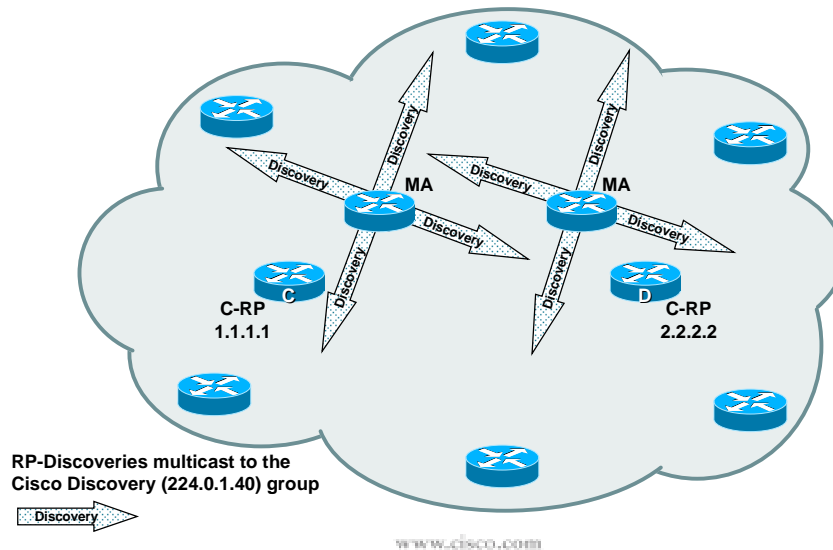 Discovery
Discovery
MA
MA
Discovery
Discovery
Discovery
Discovery
Discovery
Discovery
C
D
C-RP
1.1.1.1
C-RP
2.2.2.2
RP-Discoveries multicast to the
Cisco Discovery (224.0.1.40) group
Discovery
www.cisco.com